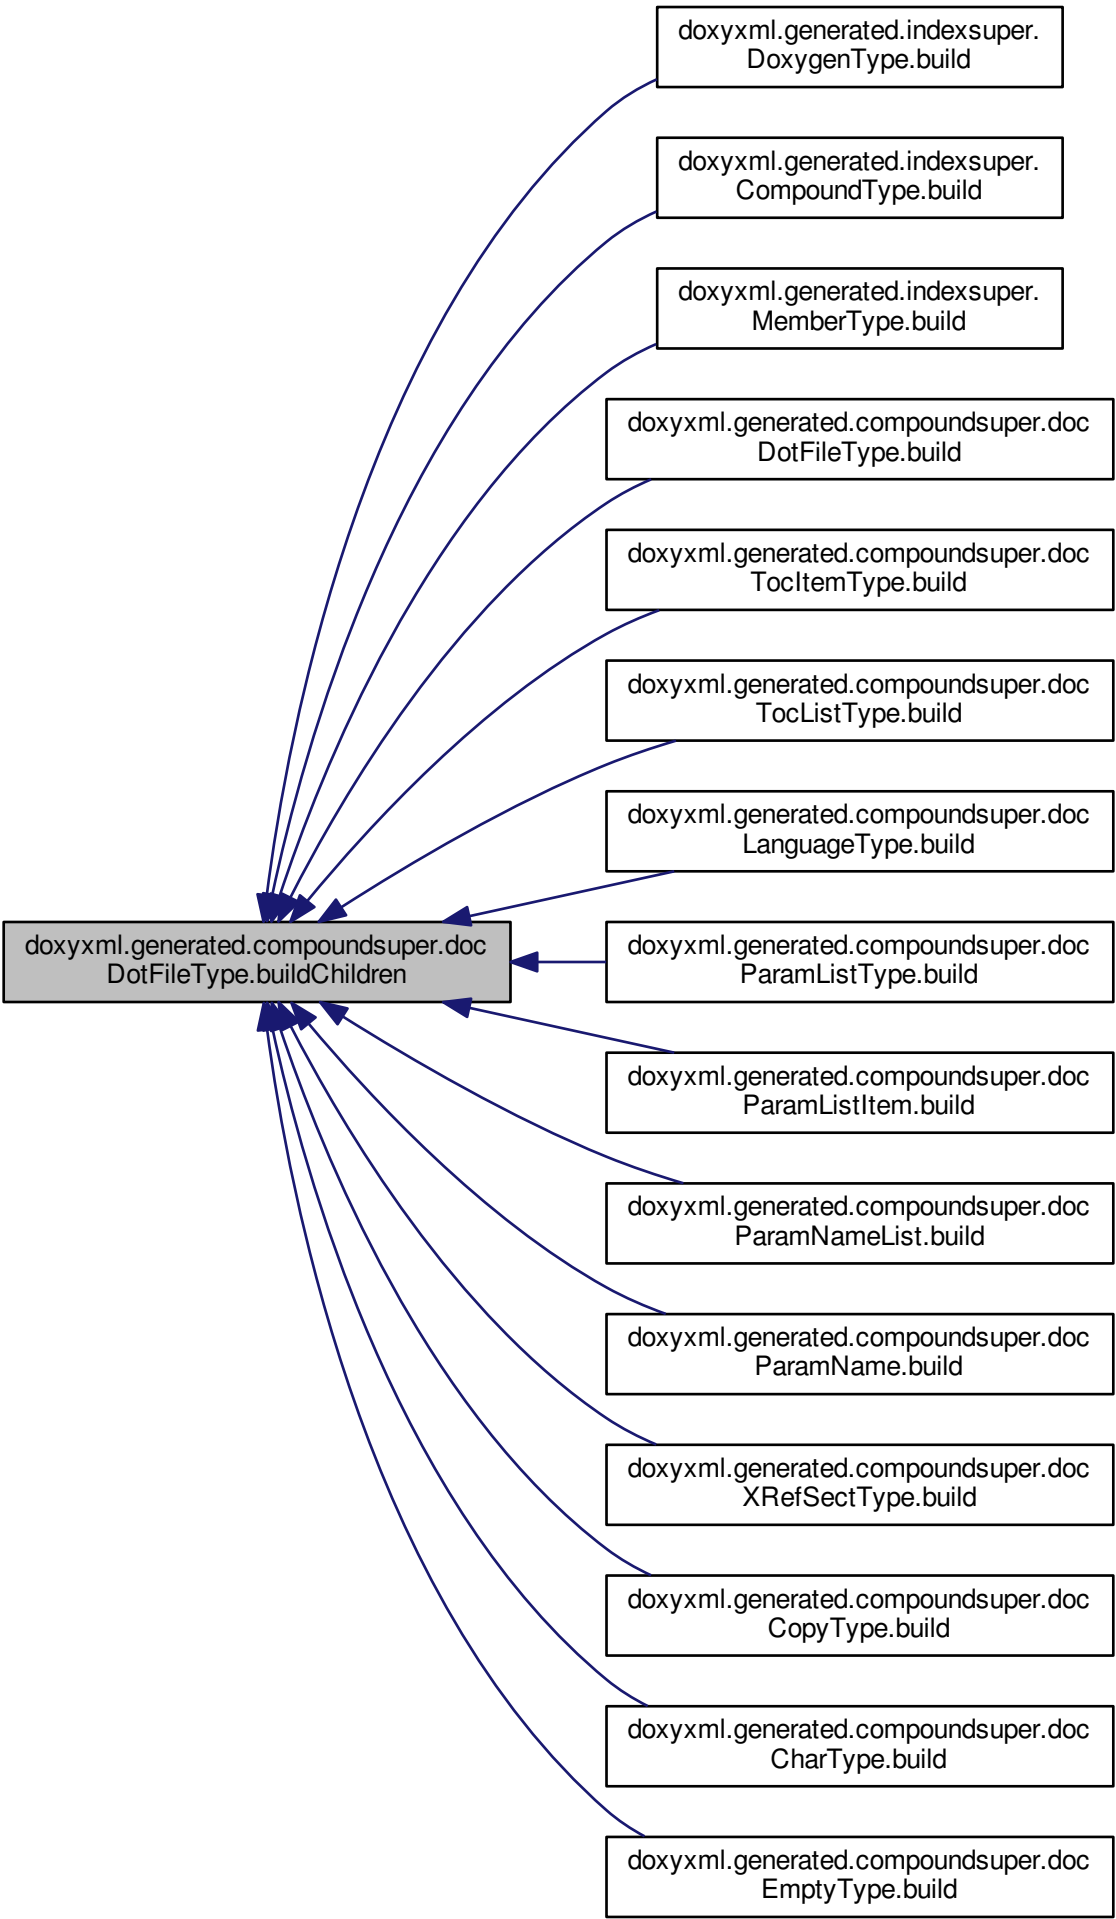 doxyxml.generated.indexsuper.
DoxygenType.build
doxyxml.generated.indexsuper.
CompoundType.build
doxyxml.generated.indexsuper.
MemberType.build
doxyxml.generated.compoundsuper.doc
DotFileType.build
doxyxml.generated.compoundsuper.doc
TocItemType.build
doxyxml.generated.compoundsuper.doc
TocListType.build
doxyxml.generated.compoundsuper.doc
LanguageType.build
doxyxml.generated.compoundsuper.doc
DotFileType.buildChildren
doxyxml.generated.compoundsuper.doc
ParamListType.build
doxyxml.generated.compoundsuper.doc
ParamListItem.build
doxyxml.generated.compoundsuper.doc
ParamNameList.build
doxyxml.generated.compoundsuper.doc
ParamName.build
doxyxml.generated.compoundsuper.doc
XRefSectType.build
doxyxml.generated.compoundsuper.doc
CopyType.build
doxyxml.generated.compoundsuper.doc
CharType.build
doxyxml.generated.compoundsuper.doc
EmptyType.build